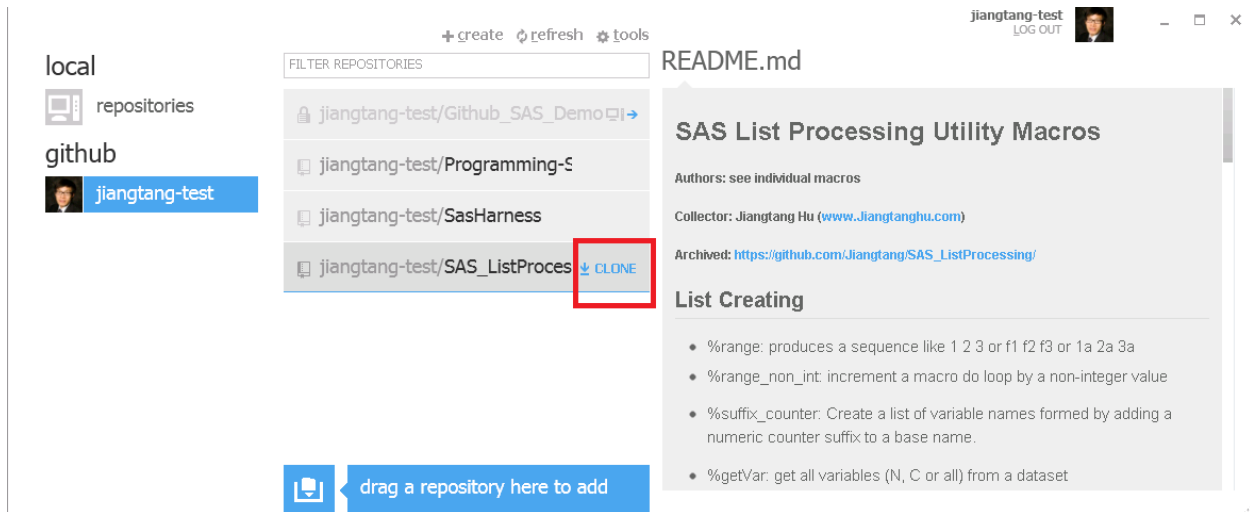 jiangtang-test
LOG OUT
local
repositories
github
jiangtang-test
create refresh tools
FILTER REPOSITORIES
jiangtang-test/Github_SAS_Demo
jiangtang-test/Programming-S
jiangtang-test/SasHarness
jiangtang-test/SAS_ListProces CLONE
drag a repository here to add
README.md
SAS List Processing Utility Macros
Authors: see individual macros
Collector: Jiangtang Hu (www.Jiangtanghu.com)
Archived: https://github.com/Jiangtang/SAS_ListProcessing/
List Creating
• %range: produces a sequence like 1 2 3 or f1 f2 f3 or 1a 2a 3a
• %range_non_int: increment a macro do loop by a non-integer value
• %suffix_counter: Create a list of variable names formed by adding a
numeric counter suffix to a base name.
• %getVar: get all variables (N, C or all) from a dataset